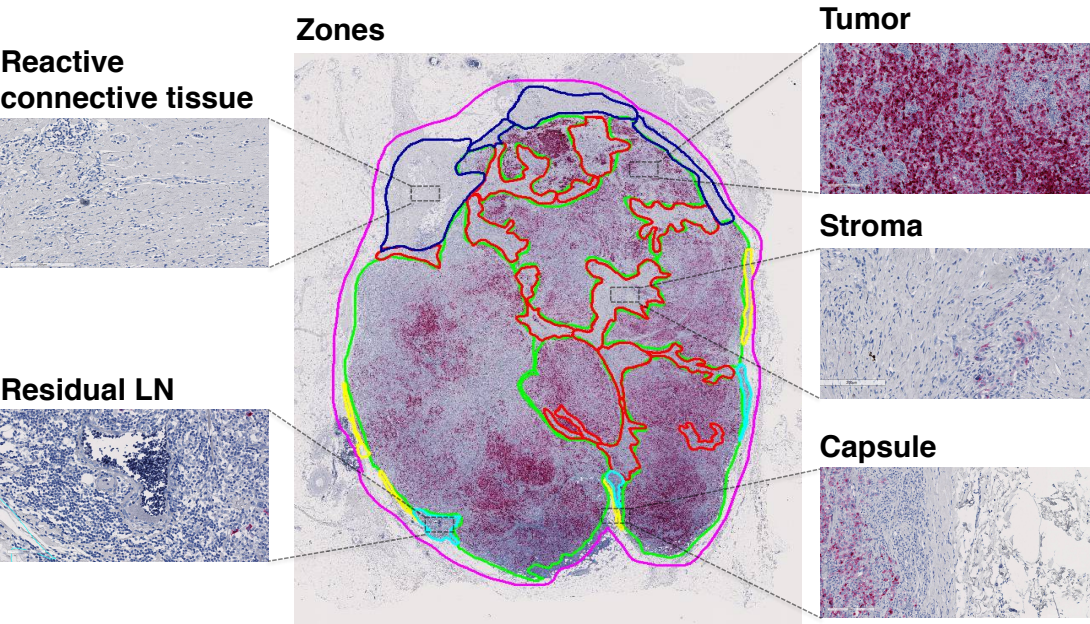 Zones
Tumor
Reactive
connective tissue
Stroma
Residual LN
Capsule